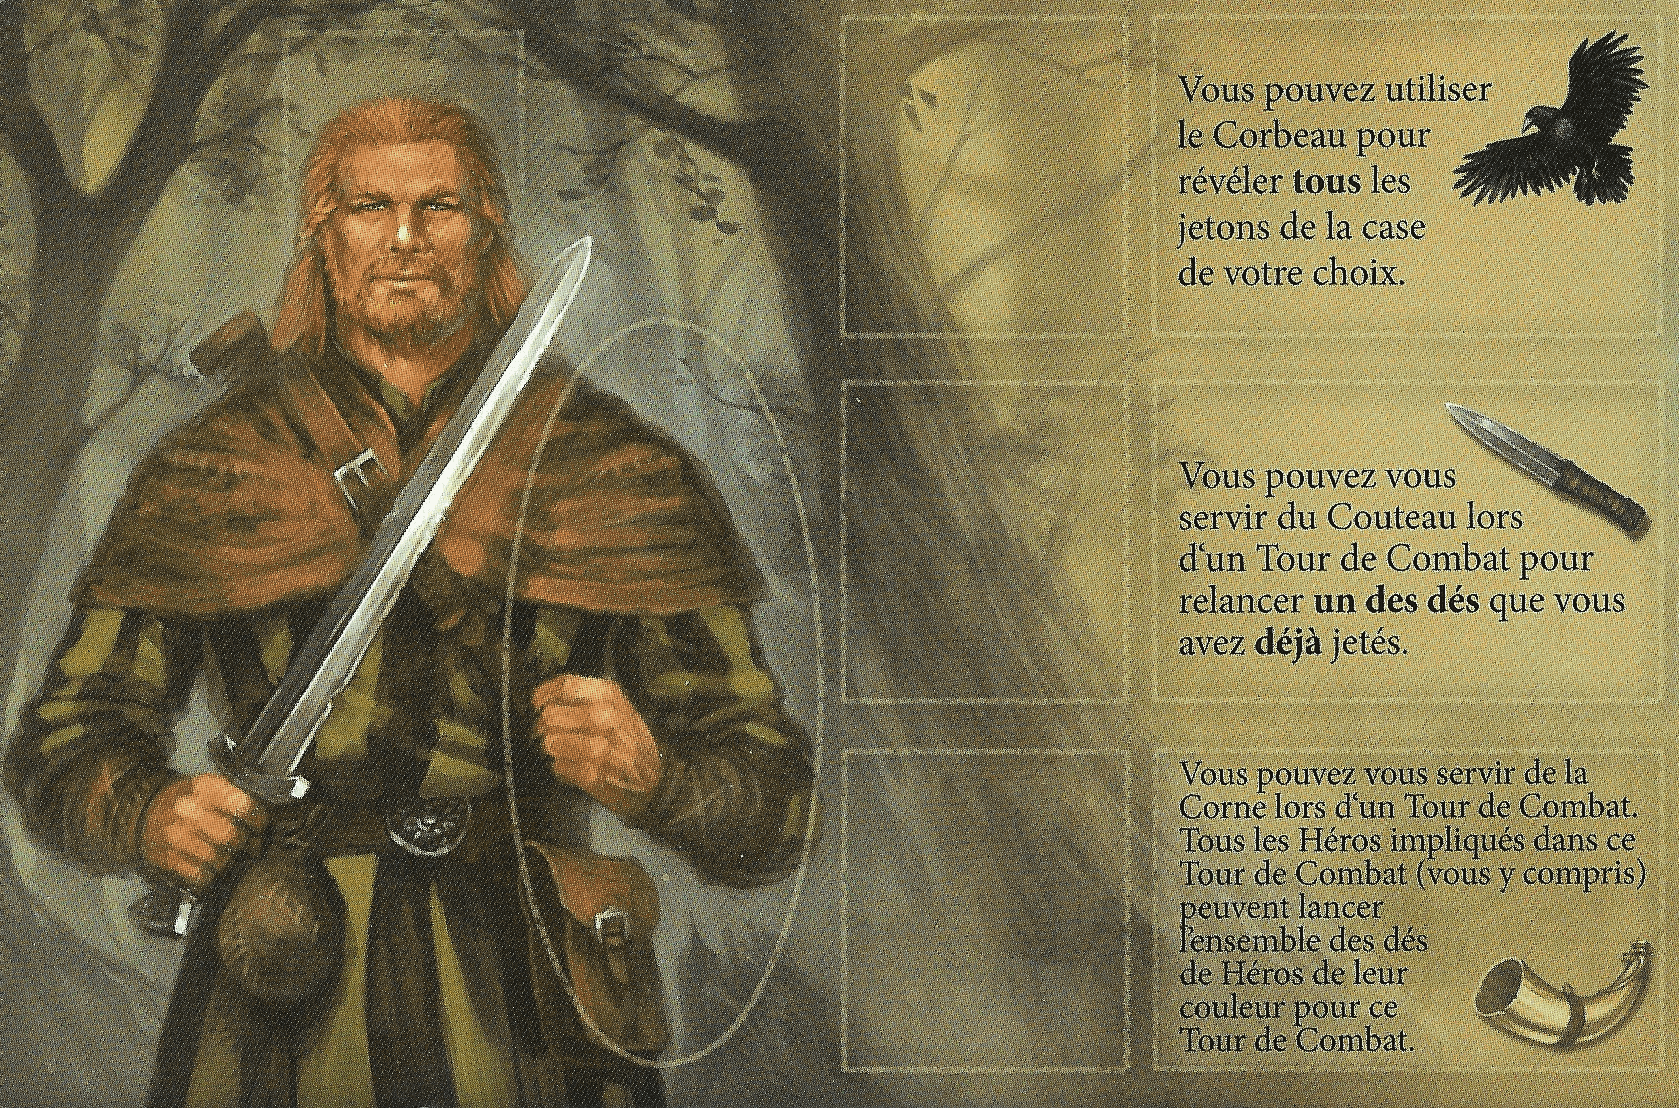 Vous pouvez utiliser
le Corbeau pour
révéler tous les
jetons de la case
de votre choix.
Vous pouvez vous
servir du Couteau lors
d‘un Tour de Combat pour
relancer un des dés que vous
avez déjà jetés.
Vous pouvez vous servir de la
Corne lors d‘un Tour de Combat.
Tous les Héros impliqués dans ce
Tour de Combat (vous y compris)
peuvent lancer
l‘ensemble des dés
de Héros de leur
couleur pour ce
Tour de Combat.